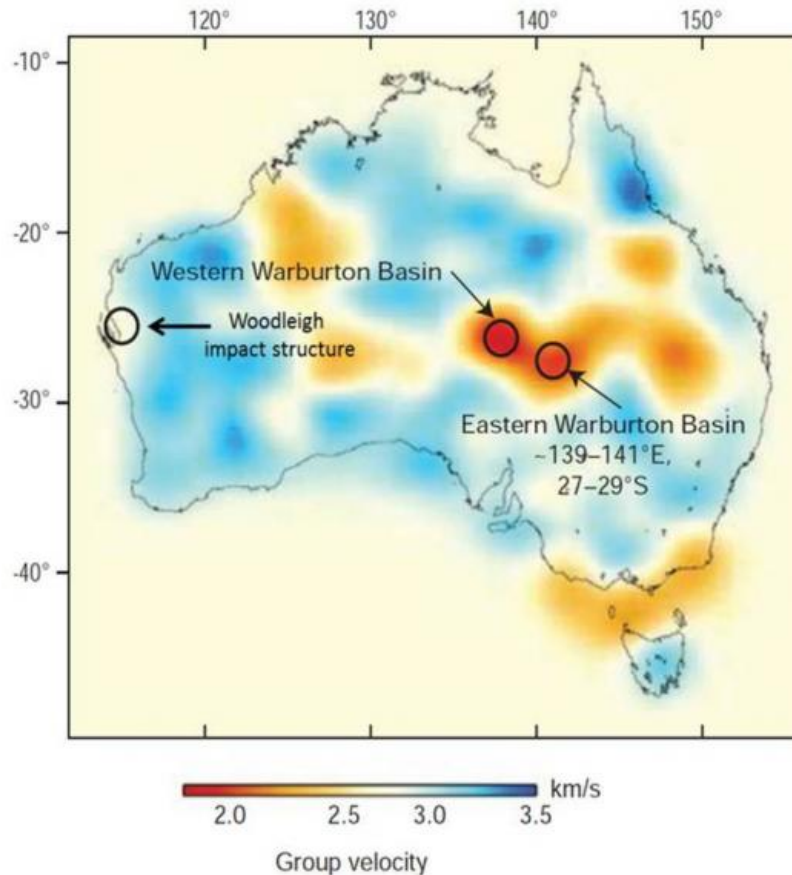 120° 130° 140° 150°
-10°
-20°
Western Warburton Basin
Woodleigh
impact structure
-30°
Eastern Warburton Basin
~139–141°E,
27–29°S
-40°
km/s
2.0 2.5 3.0 3.5
Group velocity